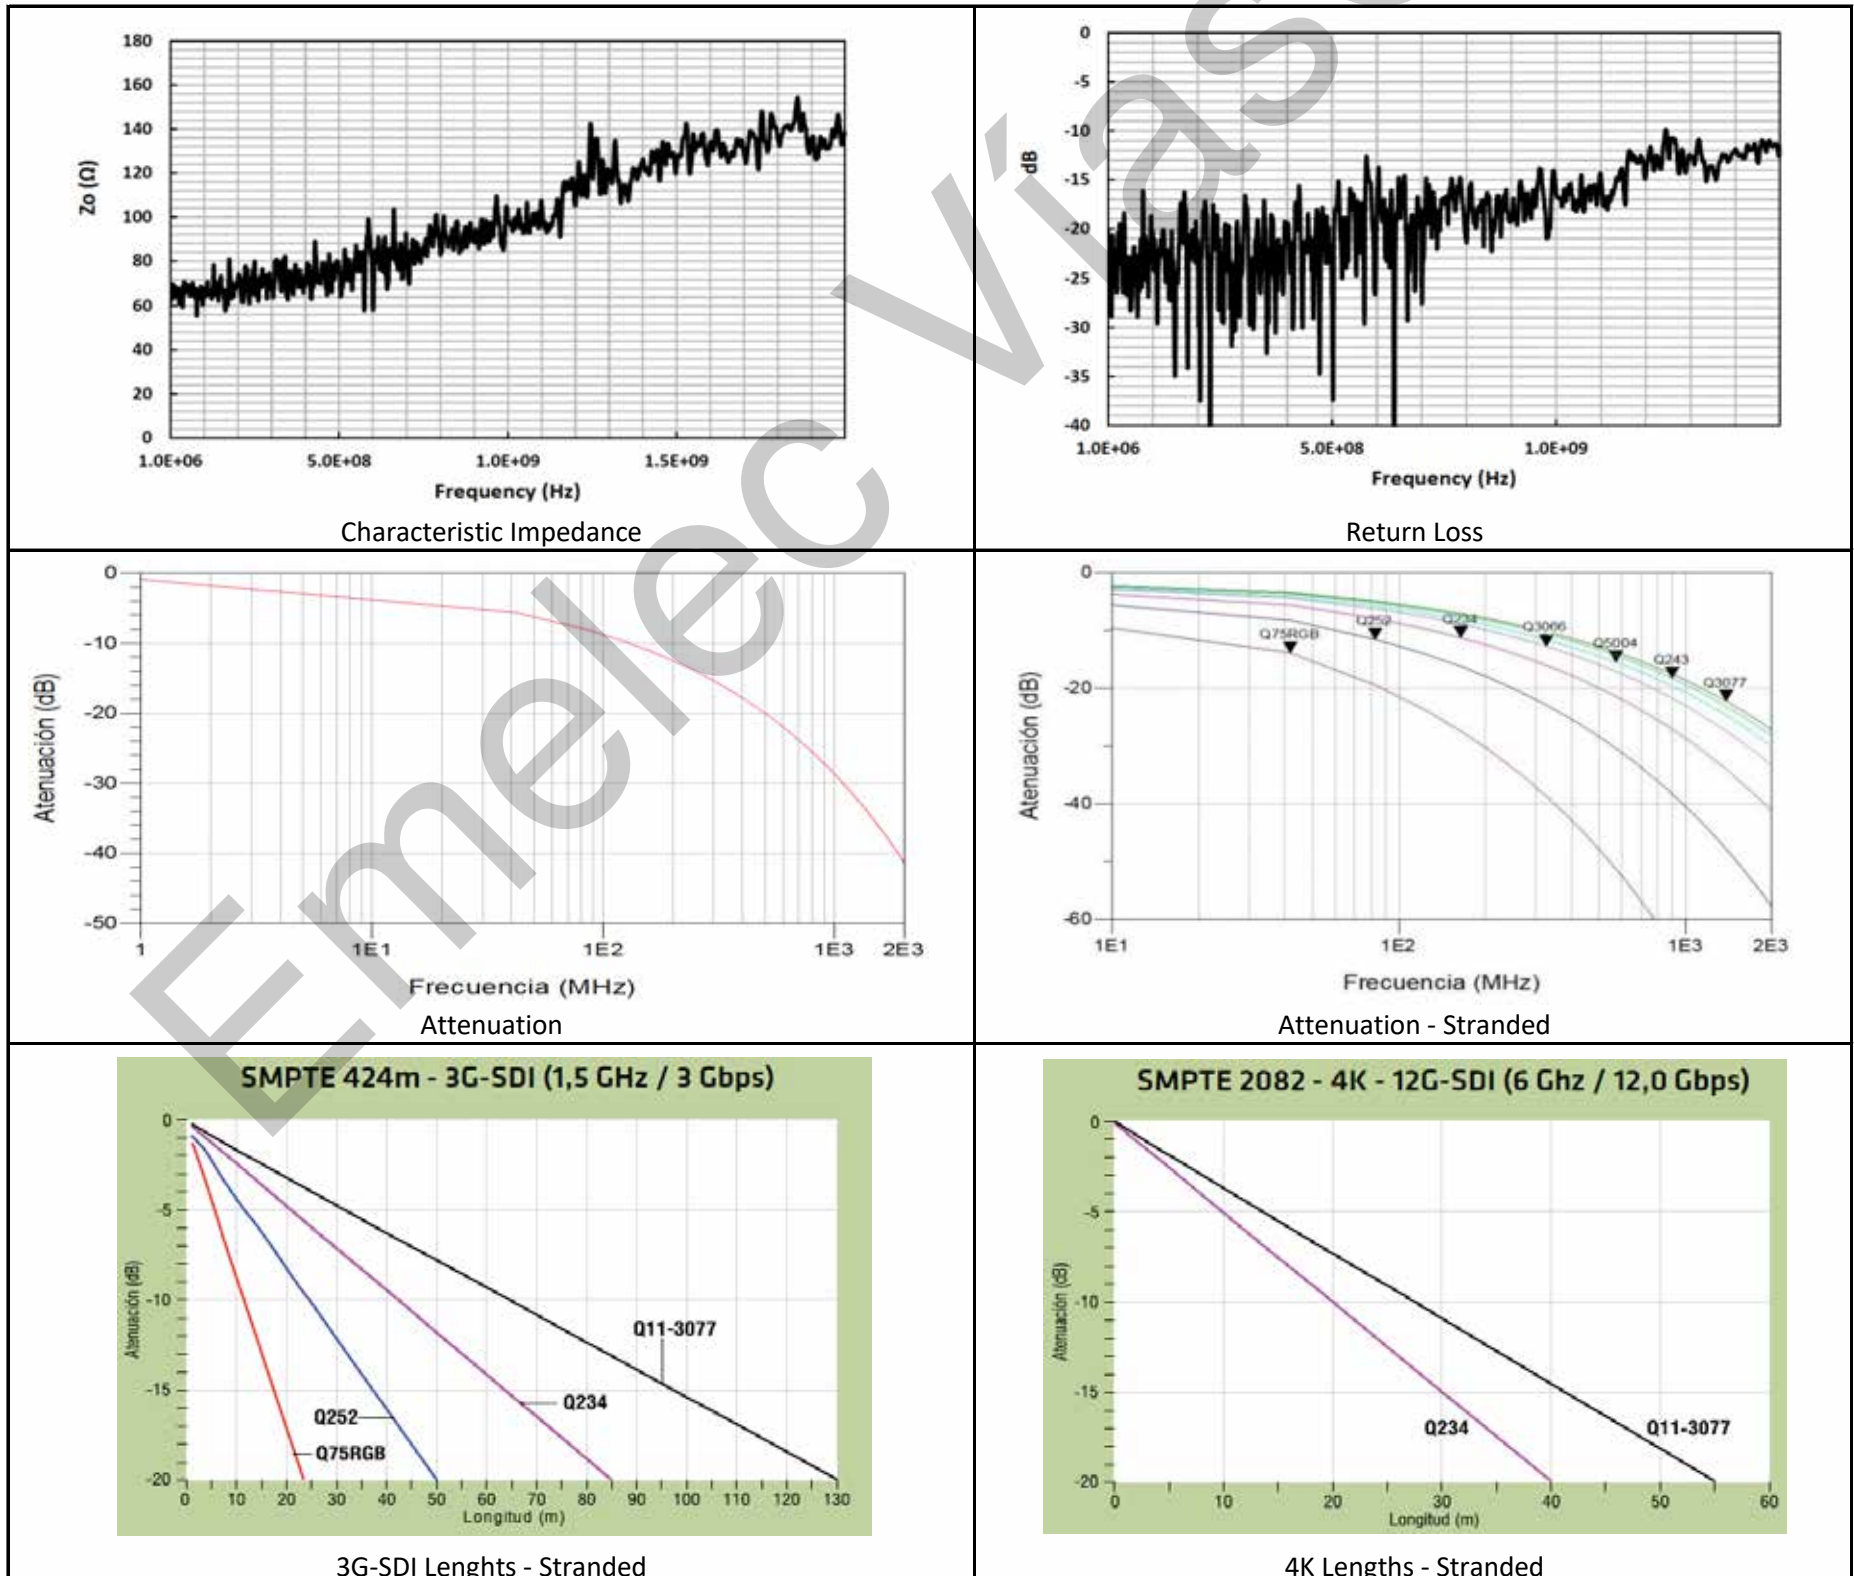 180
160
140
120
100
80
60
40
20
0
Zo (Ω)
1.0E+06 5.0E+08 1.0E+09 1.5E+09
Frequency (Hz)
Characteristic Impedance
0
-5
-10
-15
-20
-25
-30
-35
-40
dB
1.0E+06 5.0E+08 1.0E+09
Frequency (Hz)
Return Loss
0
-10
-20
-30
-40
-50
Atenuación (dB)
1 1E1 1E2 1E3 2E3
Frecuencia (MHz)
Attenuation
0
-20
-40
-60
Atenuación (dB)
Q75RGB
Q252
Q234
Q3066
Q5004
Q243
Q3077
1E1 1E2 1E3 2E3
Frecuencia (MHz)
Attenuation - Stranded
SMPTE 424m - 3G-SDI (1,5 GHz / 3 Gbps)
0
-5
-10
-15
-20
Atenuación (dB)
Q11-3077
Q234
Q252
Q75RGB
0 10 20 30 40 50 60 70 80 90 100 110 120 130
Longitud (m)
3G-SDI Lenghts - Stranded
SMPTE 2082 - 4K - 12G-SDI (6 Ghz / 12,0 Gbps)
0
-5
-10
-15
-20
Atenuación (dB)
Q234
Q11-3077
0 10 20 30 40 50 60
Longitud (m)
4K Lengths - Stranded
Emelec Vías